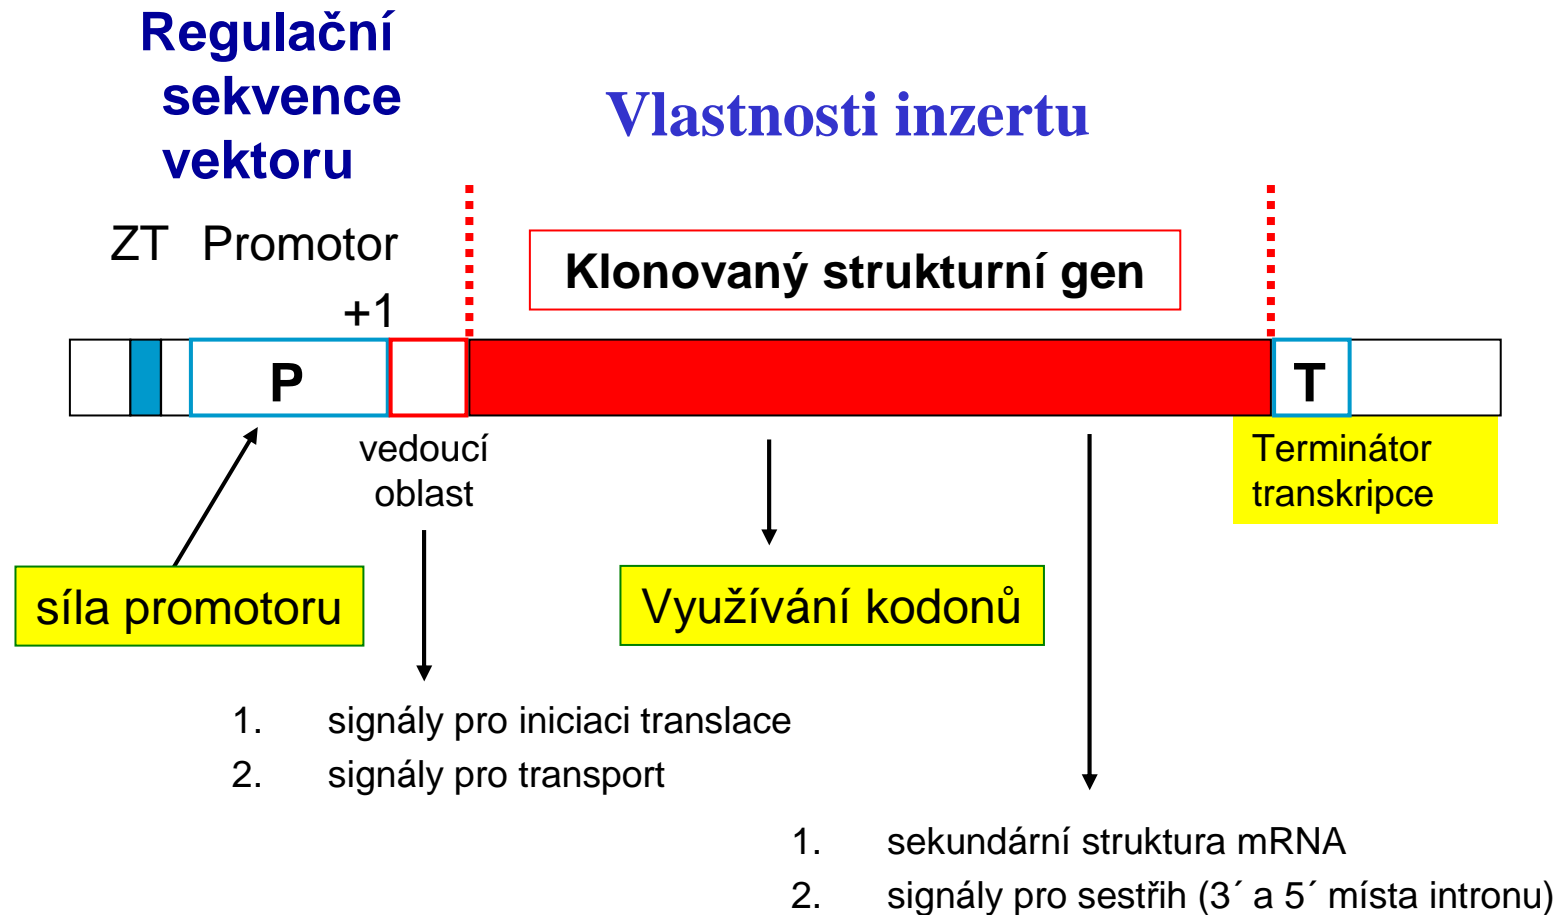 Regulační
sekvence
vektoru
Vlastnosti inzertu
ZT Promotor
+1
Klonovaný strukturní gen
P
T
vedoucí
oblast
Terminátor
transkripce
síla promotoru
Využívání kodonů
1. signály pro iniciaci translace
2. signály pro transport
1. sekundární struktura mRNA
2. signály pro sestřih (3´ a 5´ místa intronu)